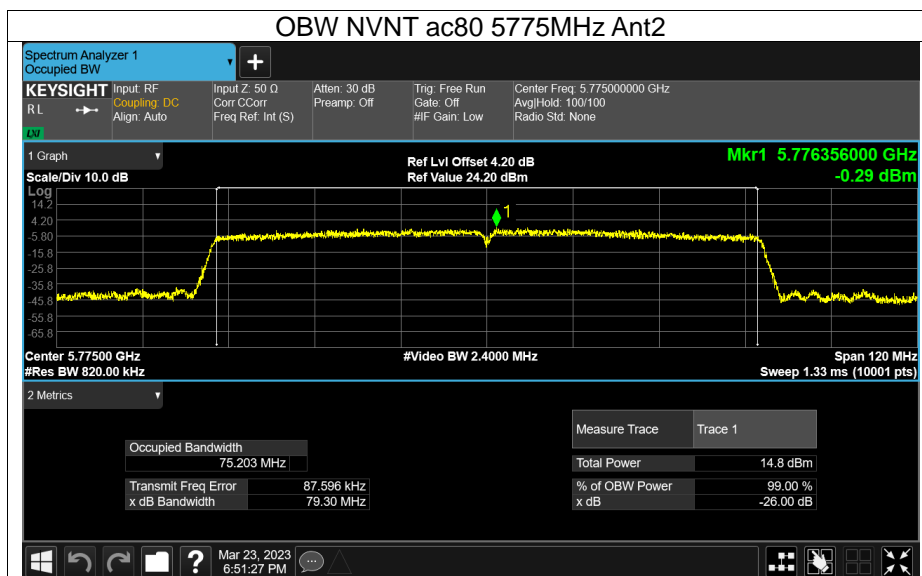 OBW NVNT ac80 5775MHz Ant2
Spectrum Analyzer 1
Occupied BW
KEYSIGHT
RL
LXI
Input: RF
Coupling: DC
Align: Auto
Input Z: 50 Ω
Corr CCorr
Freq Ref: Int (S)
Atten: 30 dB
Preamp: Off
Trig: Free Run
Gate: Off
#IF Gain: Low
Center Freq: 5.775000000 GHz
Avg|Hold: 100/100
Radio Std: None
1 Graph
Scale/Div 10.0 dB
Ref Lvl Offset 4.20 dB
Ref Value 24.20 dBm
Mkr1 5.776356000 GHz
-0.29 dBm
Log
14.2
4.20
-5.80
-15.8
-25.8
-35.8
-45.8
-55.8
-65.8
1
Center 5.77500 GHz
#Res BW 820.00 kHz
#Video BW 2.4000 MHz
Span 120 MHz
Sweep 1.33 ms (10001 pts)
2 Metrics
Occupied Bandwidth
75.203 MHz
Transmit Freq Error 87.596 kHz
x dB Bandwidth 79.30 MHz
Measure Trace Trace 1
Total Power 14.8 dBm
% of OBW Power 99.00 %
x dB -26.00 dB
?
Mar 23, 2023
6:51:27 PM